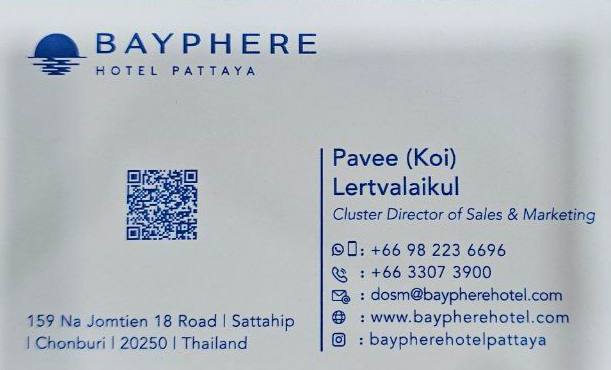 BAYPHERE
HOTEL PATTAYA
Pavee (Koi)
Lertvalaikul
Cluster Director of Sales & Marketing
: +66 98 223 6696
: +66 3307 3900
: dosm@baypherehotel.com
: www.baypherehotel.com
: baypherehotelpattaya
159 Na Jomtien 18 Road | Sattahip
| Chonburi | 20250 | Thailand